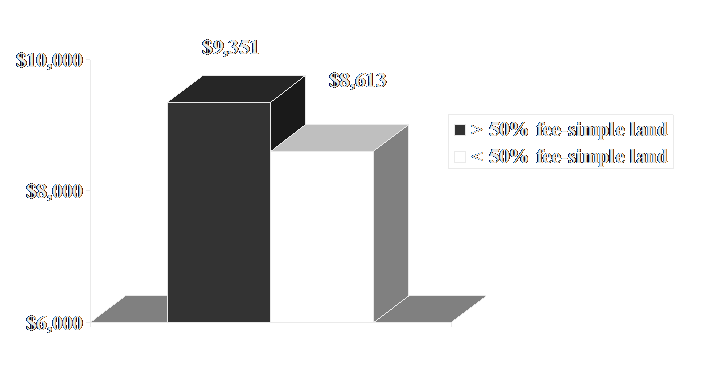 $9,351
$10,000
$8,613
> 50% fee simple land
< 50% fee simple land
$8,000
$6,000